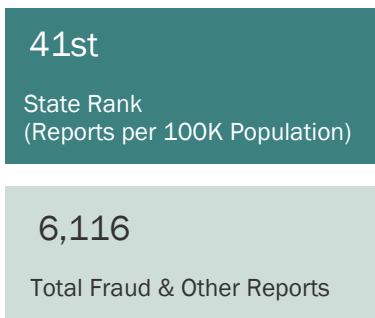 41st
State Rank
(Reports per 100K Population)
6,116
Total Fraud & Other Reports